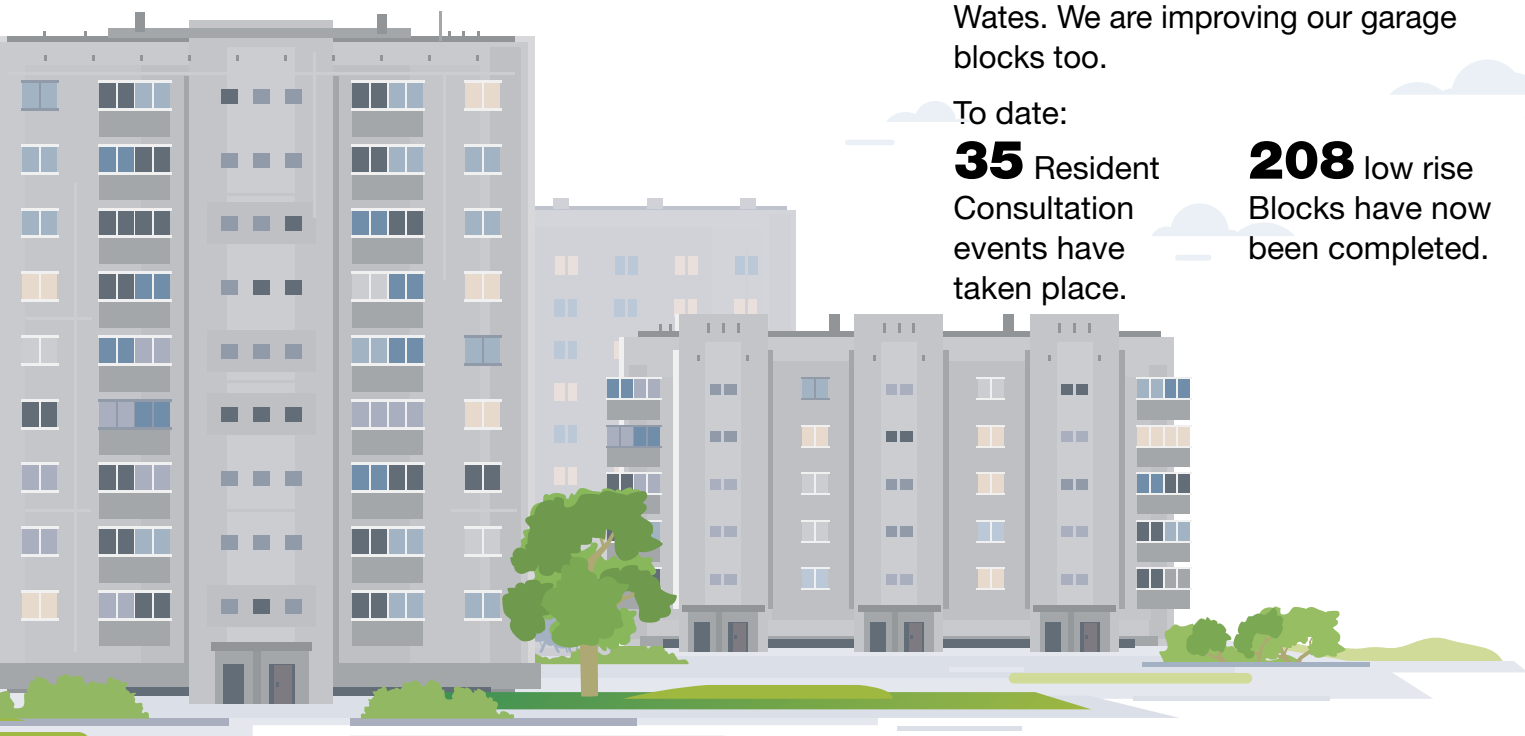 Wates. We are improving our garage
blocks too.
To date:
35 Resident
Consultation
events have
taken place.
208 low rise
Blocks have now
been completed.